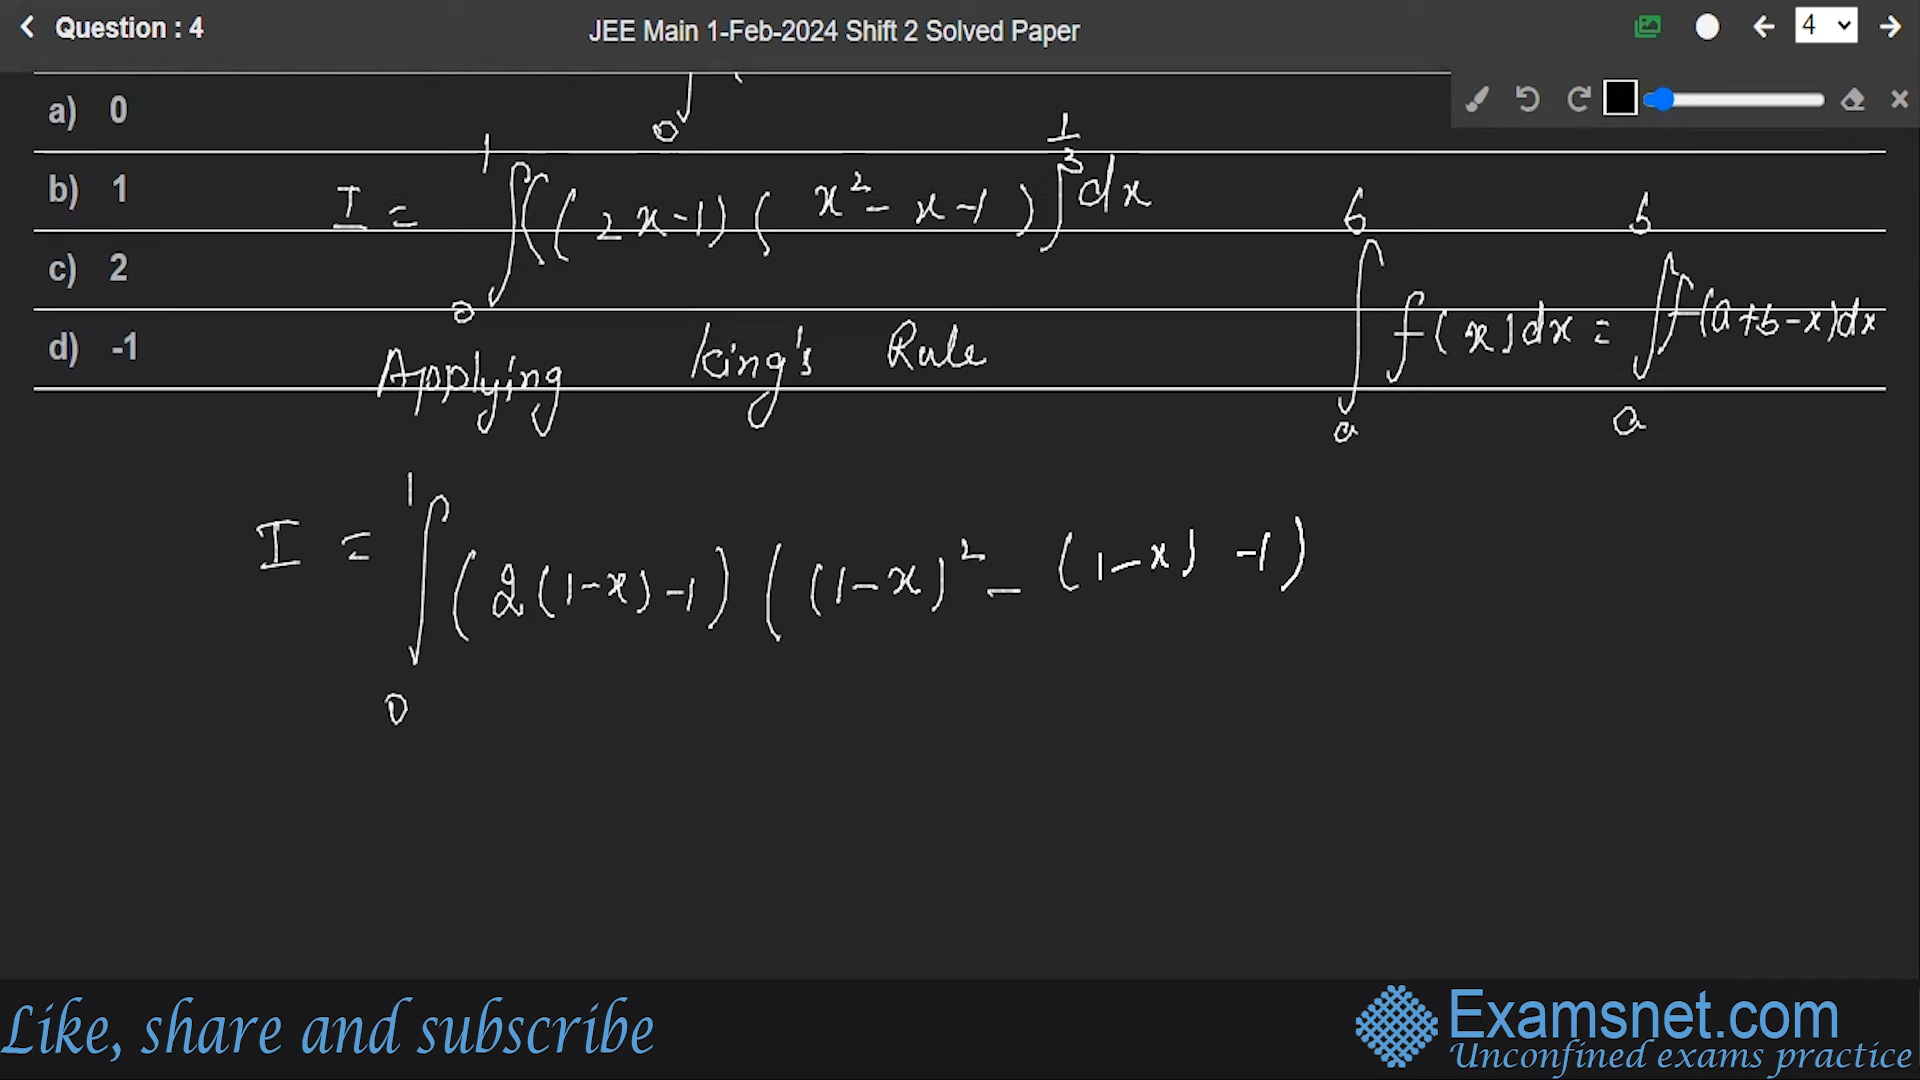 Question : 4
JEE Main 1-Feb-2024 Shift 2 Solved Paper
4
a) 0
0
b) 1
I = ∫₀¹ ((2x-1)(x²-x-1))^(1/3) dx
c) 2
∫ₐᵇ f(x)dx = ∫ₐᵇ f(a+b-x)dx
d) -1
Applying King's Rule
I = ∫₀¹ (2(1-x)-1)((1-x)² - (1-x) -1)
Like, share and subscribe
Examsnet.com
Unconfined exams practice